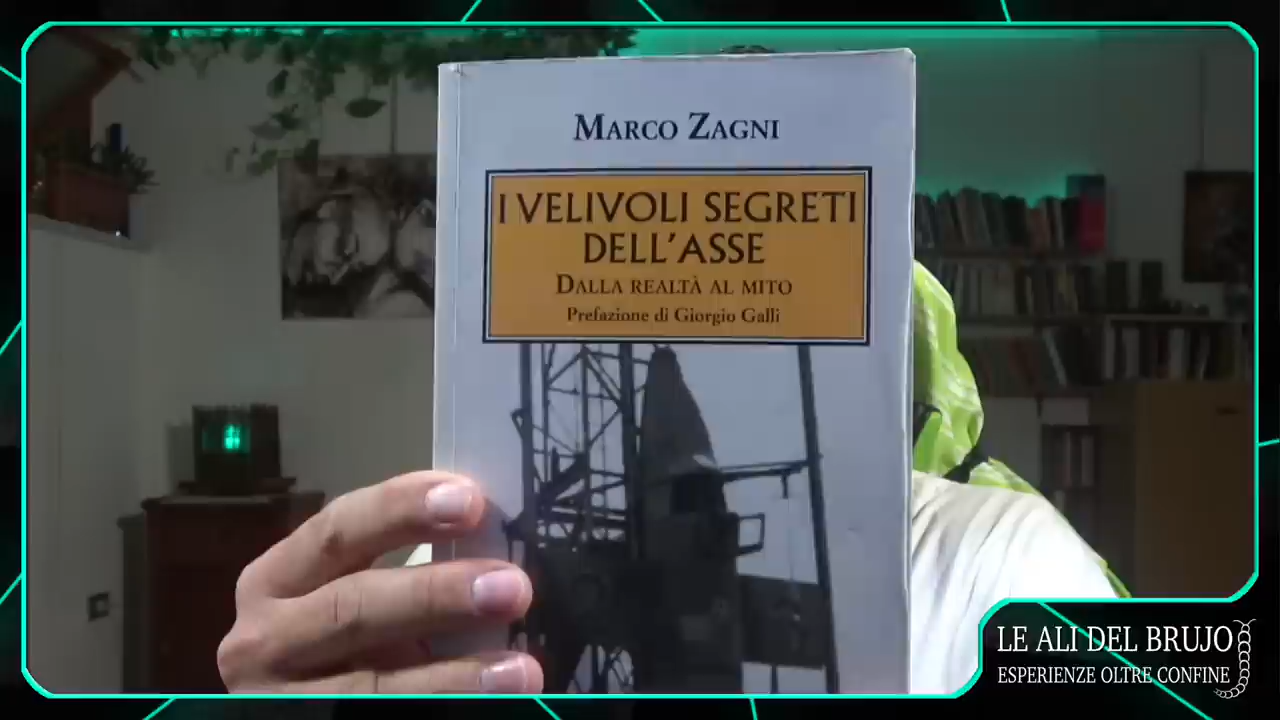 MARCO ZAGNI
I VELIVOLI SEGRETI
DELL'ASSE
DALLA REALTÀ AL MITO
Prefazione di Giorgio Galli
LE ALI DEL BRUJO
ESPERIENZE OLTRE CONFINE